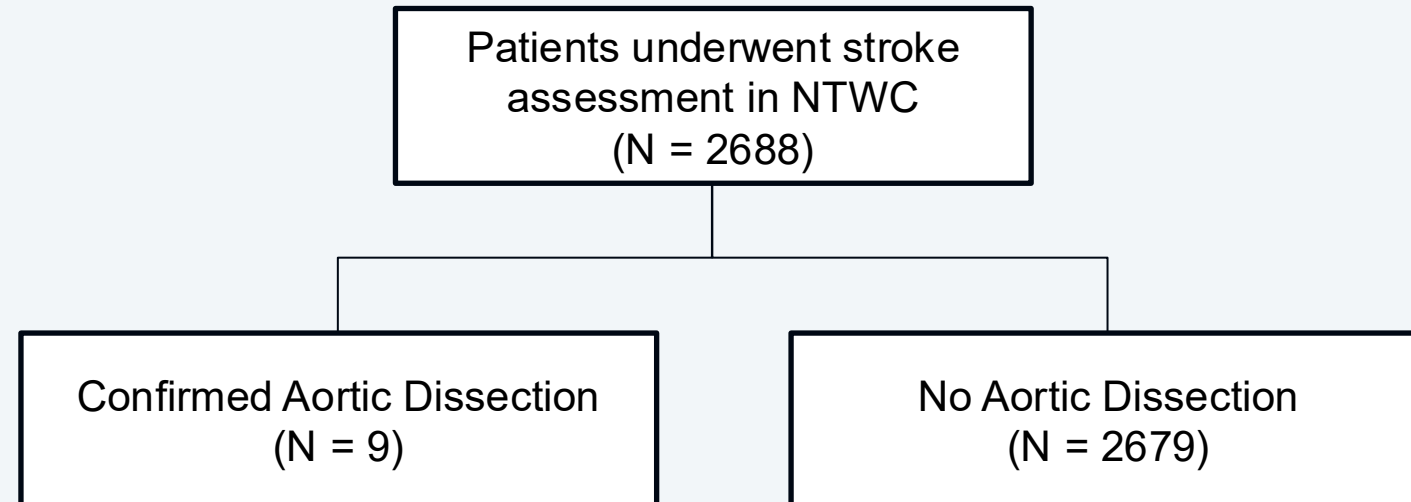 Patients underwent stroke
assessment in NTWC
(N = 2688)
Confirmed Aortic Dissection
(N = 9)
No Aortic Dissection
(N = 2679)